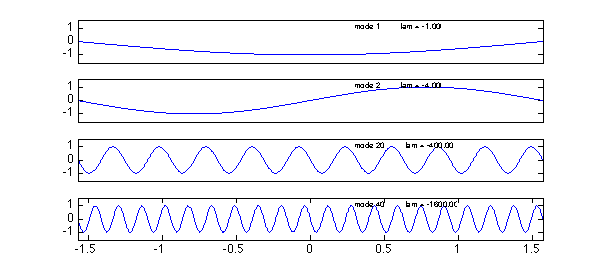 1
0
-1
mode 1 lam = -1.00
1
0
-1
mode 2 lam = -4.00
1
0
-1
mode 20 lam = -400.00
1
0
-1
mode 40 lam = -1600.00
-1.5 -1 -0.5 0 0.5 1 1.5